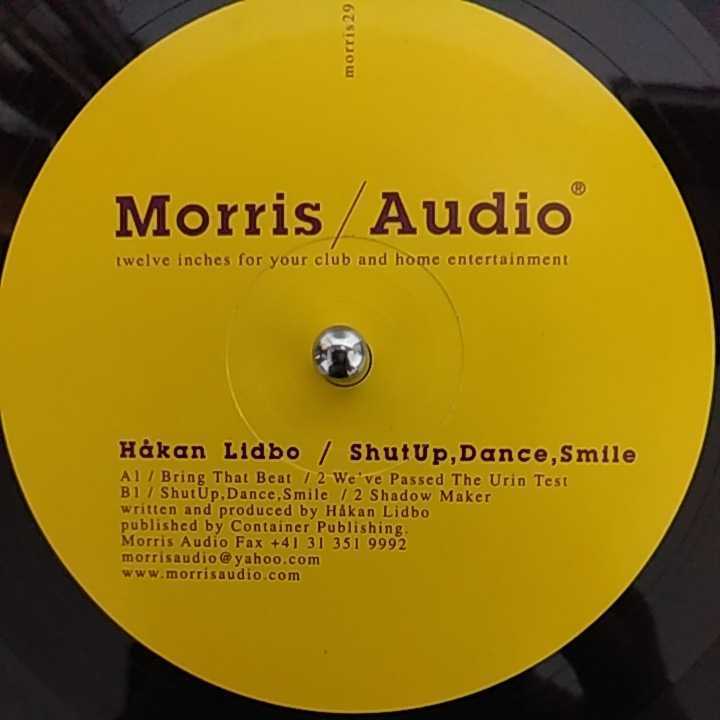 morris29
Morris/Audio®
twelve inches for your club and home entertainment
Håkan Lidbo / ShutUp,Dance,Smile
A1 / Bring That Beat / 2 We've Passed The Urin Test
B1 / ShutUp,Dance,Smile / 2 Shadow Maker
written and produced by Håkan Lidbo
published by Container Publishing.
Morris Audio Fax +41 31 351 9992
morrisaudio@yahoo.com
www.morrisaudio.com